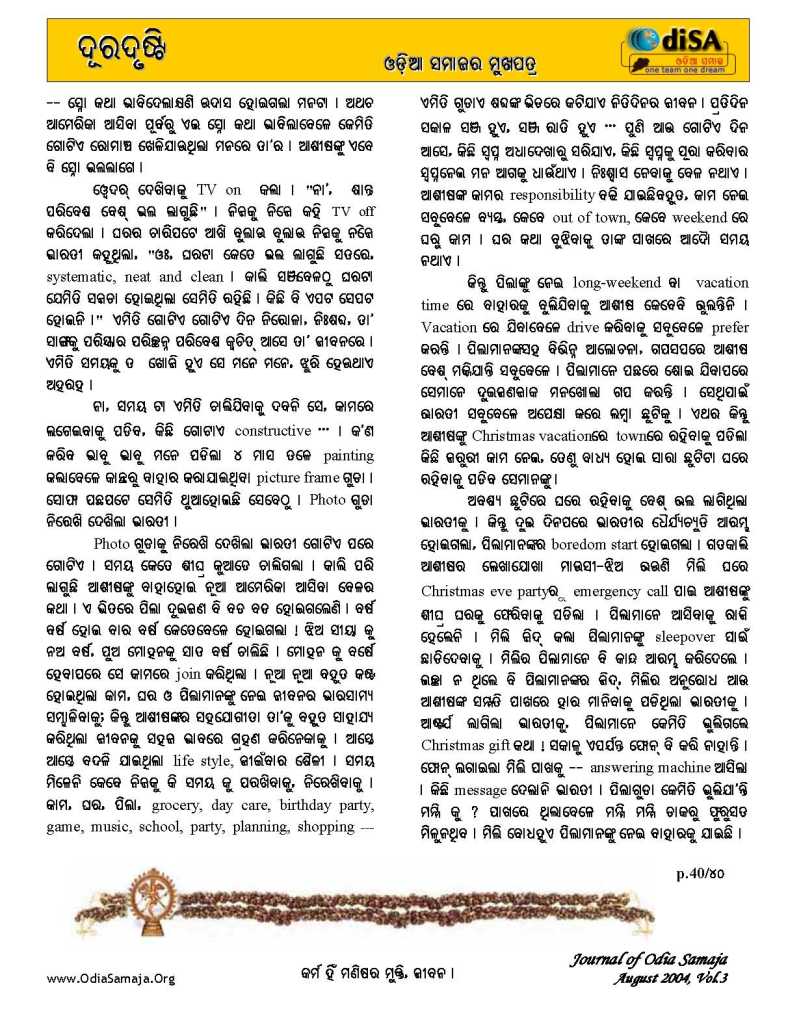 ଦୂରଦୃଷ୍ଟି
ଓଡ଼ିଆ ସମାଜର ମୁଖପତ୍ର
OdiSA
ଓଡ଼ିଆ ସମାଜ
one team one dream
-- ସ୍ନୋ କଥା ଭାବିଦେଲାକ୍ଷଣି ଉଦାସ ହୋଇଗଲା ମନଟା । ଅଥଚ
ଆମେରିକା ଆସିବା ପୂର୍ବରୁ ଏଇ ସ୍ନୋ କଥା ଭାବିଲାବେଳେ କେମିତି
ଗୋଟିଏ ରୋମାଞ୍ଚ ଖେଳିଯାଉଥିଲା ମନରେ ତା'ର । ଆଶୀଷଙ୍କୁ ଏବେ
ବି ସ୍ନୋ ଭଲଲାଗେ ।
ୱେଦର୍ ଦେଖିବାକୁ TV on କଲା । "ନା', ଶାନ୍ତ
ପରିବେଷ ବେଶ୍ ଭଲ ଲାଗୁଛି" । ନିଜକୁ ନିଜେ କହି TV off
କରିଦେଲା । ଘରର ଚାରିପଟେ ଆଖି ବୁଲାଉ ବୁଲାଉ ନିଜକୁ ନିଜେ
ଭାରତୀ କହୁଥିଲା, "ଓଃ, ଘରଟା କେତେ ଭଲ ଲାଗୁଛି ସତରେ,
systematic, neat and clean । କାଲି ସଞ୍ଜବେଳଠୁ ଘରଟା
ଯେମିତି ସଜଡା ହୋଇଥିଲା ସେମିତି ରହିଛି । କିଛି ବି ଏପଟ ସେପଟ
ହୋଇନି ।" ଏମିତି ଗୋଟିଏ ଗୋଟିଏ ଦିନ ନିରୋଳା, ନିଃଶବ୍ଦ, ତା'
ସାଙ୍ଗକୁ ପରିସ୍କାର ପରିଚ୍ଛନ୍ନ ପରିବେଷ କ୍ୱଚିତ୍ ଆସେ ତା' ଜୀବନରେ ।
ଏମିତି ସମୟକୁ ତ ଖୋଜି ହୁଏ ସେ ମନେ ମନେ, ଝୁରି ହେଉଥାଏ
ଅହରହ ।
ନା, ସମୟ ଟା ଏମିତି ଚାଲିଯିବାକୁ ଦବନି ସେ, କାମରେ
ଲଗେଇବାକୁ ପଡିବ, କିଛି ଗୋଟାଏ constructive ... । କ'ଣ
କରିବ ଭାବୁ ଭାବୁ ମନେ ପଡିଲା ୪ ମାସ ତଳେ painting
କଲାବେଳେ କାନ୍ଥରୁ ବାହାର କରାଯାଇଥିବା picture frame ଗୁଡା ।
ସୋଫା ପଛପଟେ ସେମିତି ଥୁଆହୋଇଛି ସେବେଠୁ । Photo ଗୁଡା
ନିରେଖି ଦେଖିଲା ଭାରତୀ ।
Photo ଗୁଡାକୁ ନିରେଖି ଦେଖିଲା ଭାରତୀ ଗୋଟିଏ ପରେ
ଗୋଟିଏ । ସମୟ କେତେ ଶୀଘ୍ର କୁଆଡେ ଚାଲିଗଲା । କାଲି ପରି
ଲାଗୁଛି ଆଶୀଷଙ୍କୁ ବାହାହୋଇ ନୂଆ ଆମେରିକା ଆସିବା ବେଳର
କଥା । ଏ ଭିତରେ ପିଲା ଦୁଇଜଣ ବି ବଡ ବଡ ହୋଇଗଲେଣି । ବର୍ଷ
ବର୍ଷ ହୋଇ ବାର ବର୍ଷ କେତେବେଳେ ହୋଇଗଲା ! ଝିଅ ସୀୟା କୁ
ନଅ ବର୍ଷ, ପୁଅ ମୋହନକୁ ସାତ ବର୍ଷ ଚାଲିଛି । ମୋହନ କୁ ବର୍ଷେ
ହେବାପରେ ସେ କାମରେ join କରିଥିଲା । ନୂଆ ନୂଆ ବହୁତ କଷ୍ଟ
ହୋଇଥିଲା କାମ, ଘର ଓ ପିଲାମାନଙ୍କୁ ନେଇ ଜୀବନର ଭାରସାମ୍ୟ
ସମ୍ଭାଳିବାକୁ; କିନ୍ତୁ ଆଶୀଷଙ୍କର ସହଯୋଗୀତା ତା'କୁ ବହୁତ ସାହାଯ୍ୟ
କରିଥିଲା ଜୀବନକୁ ସହଜ ଭାବରେ ଗ୍ରହଣ କରିନେବାକୁ । ଆସ୍ତେ
ଆସ୍ତେ ବଦଳି ଯାଇଥିଲା life style, ଜୀଇଁବାର ଶୈଳୀ । ସମୟ
ମିଳେନି କେବେ ନିଜକୁ କି ସମୟ କୁ ପରଖିବାକୁ, ନିରେଖିବାକୁ ।
କାମ, ଘର, ପିଲା, grocery, day care, birthday party,
game, music, school, party, planning, shopping ---
ଏମିତି ଗୁଡାଏ ଶବ୍ଦଙ୍କ ଭିତରେ କଟିଯାଏ ନିତିଦିନର ଜୀବନ । ପ୍ରତିଦିନ
ସକାଳ ସଞ୍ଜ ହୁଏ, ସଞ୍ଜ ରାତି ହୁଏ ... ପୁଣି ଆଉ ଗୋଟିଏ ଦିନ
ଆସେ, କିଛି ସ୍ୱପ୍ନ ଅଧାଦେଖାରୁ ସରିଯାଏ, କିଛି ସ୍ୱପ୍ନକୁ ପୂରା କରିବାର
ସ୍ୱପ୍ନନେଇ ମନ ଆଗକୁ ଧାଇଁଥାଏ । ନିଃଶ୍ୱାସ ନେବାକୁ ବେଳ ନଥାଏ ।
ଆଶୀଷଙ୍କ କାମର responsibility ବଢି ଯାଇଛିବହୁତ, କାମ ନେଇ
ସବୁବେଳେ ବ୍ୟସ୍ତ, କେବେ out of town, କେବେ weekend ରେ
ଘରୁ କାମ । ଘର କଥା ବୁଝିବାକୁ ତାଙ୍କ ପାଖରେ ଆଦୌ ସମୟ
ନଥାଏ ।
କିନ୍ତୁ ପିଲାଙ୍କୁ ନେଇ long-weekend ବା vacation
time ରେ ବାହାରକୁ ବୁଲିଯିବାକୁ ଆଶୀଷ କେବେବି ଭୁଲନ୍ତିନି ।
Vacation ରେ ଯିବାବେଳେ drive କରିବାକୁ ସବୁବେଳେ prefer
କରନ୍ତି । ପିଲାମାନଙ୍କସହ ବିଭିନ୍ନ ଆଲୋଚନା, ଗପସପରେ ଆଶୀଷ
ବେଶ୍ ମଜ୍ଜିଯାନ୍ତି ସବୁବେଳେ । ପିଲାମାନେ ପଛରେ ଶୋଇ ଯିବାପରେ
ସେମାନେ ଦୁଇଜଣଜାକ ମନଖୋଲା ଗପ କରନ୍ତି । ସେଥିପାଇଁ
ଭାରତୀ ସବୁବେଳେ ଅପେକ୍ଷା କରେ ଲମ୍ବା ଛୁଟିକୁ । ଏଥର କିନ୍ତୁ
ଆଶୀଷଙ୍କୁ Christmas vacationରେ townରେ ରହିବାକୁ ପଡିଲା
କିଛି ଜରୁରୀ କାମ ନେଇ, ତେଣୁ ବାଧ୍ୟ ହୋଇ ସାରା ଛୁଟିଟା ଘରେ
ରହିବାକୁ ପଡିବ ସେମାନଙ୍କୁ ।
ଅବଶ୍ୟ ଛୁଟିରେ ଘରେ ରହିବାକୁ ବେଶ୍ ଭଲ ଲାଗିଥିଲା
ଭାରତୀକୁ । କିନ୍ତୁ ଦୁଇ ଦିନପରେ ଭାରତୀର ଧୈର୍ଯ୍ୟଚ୍ୟୁତି ଆରମ୍ଭ
ହୋଇଗଲା, ପିଲାମାନଙ୍କର boredom start ହୋଇଗଲା । ଗତକାଲି
ଆଶୀଷର ଲେଖାଯୋଖା ମାଉସୀ-ଝିଅ ଭଉଣି ମିଲି ଘରେ
Christmas eve partyରୁ emergency call ପାଇ ଆଶୀଷଙ୍କୁ
ଶୀଘ୍ର ଘରକୁ ଫେରିବାକୁ ପଡିଲା । ପିଲାମାନେ ଆସିବାକୁ ରାଜି
ହେଲେନି । ମିଲି ଜିଦ୍ କଲା ପିଲାମାନଙ୍କୁ sleepover ପାଇଁ
ଛାଡିଦେବାକୁ । ମିଲିର ପିଲାମାନେ ବି କାନ୍ଦ ଆରମ୍ଭ କରିଦେଲେ ।
ଇଚ୍ଛା ନ ଥିଲେ ବି ପିଲାମାନଙ୍କର ଜିଦ୍, ମିଲିର ଅନୁରୋଧ ଆଉ
ଆଶୀଷଙ୍କ ସମ୍ମତି ପାଖରେ ହାର ମାନିବାକୁ ପଡିଥିଲା ଭାରତୀକୁ ।
ଆଶ୍ଚର୍ଯ ଲାଗିଲା ଭାରତୀକୁ, ପିଲାମାନେ କେମିତି ଭୁଲିଗଲେ
Christmas gift କଥା ! ସକାଳୁ ଏପର୍ଯନ୍ତ ଫୋନ୍ ବି କରି ନାହାନ୍ତି ।
ଫୋନ୍ ଲଗାଇଲା ମିଲି ପାଖକୁ -- answering machine ଆସିଲା
। କିଛି message ଦେଲାନି ଭାରତୀ । ପିଲାଗୁଡା କେମିତି ଭୁଲିଯା'ନ୍ତି
ମମ୍ମି କୁ ? ପାଖରେ ଥିଲାବେଳେ ମମ୍ମି ମମ୍ମି ଡାକରୁ ଫୁରୁସତ
ମିଳୁନଥିବ । ମିଲି ବୋଧହୁଏ ପିଲାମାନଙ୍କୁ ନେଇ ବାହାରକୁ ଯାଇଛି ।
p.40/୪୦
www.OdiaSamaja.Org
କର୍ମ ହିଁ ମଣିଷର ମୁକ୍ତି, ଜୀବନ ।
Journal of Odia Samaja
August 2004, Vol.3